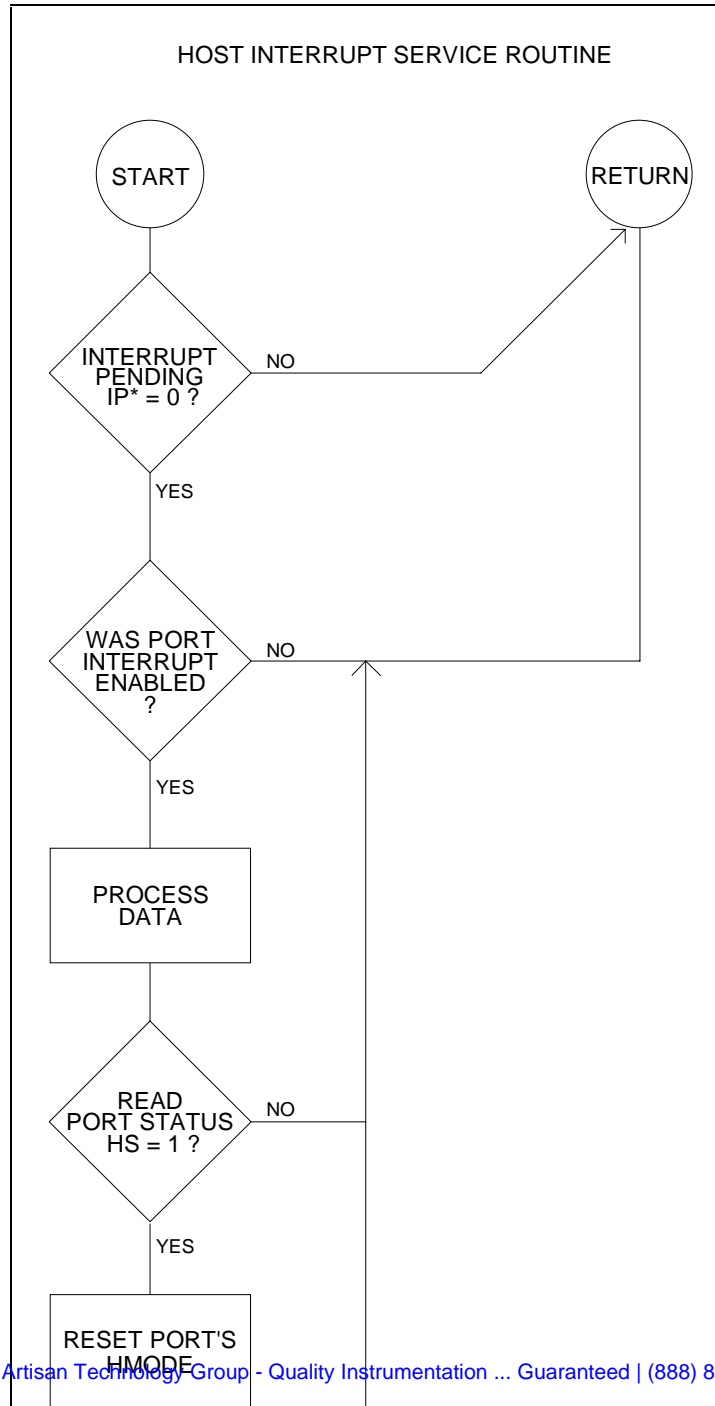 HOST INTERRUPT SERVICE ROUTINE
START
RETURN
INTERRUPT
PENDING
IP* = 0 ?
NO
YES
WAS PORT
INTERRUPT
ENABLED
?
NO
YES
PROCESS
DATA
READ
PORT STATUS
HS = 1 ?
NO
YES
RESET PORT'S
HMODE
Artisan Technology Group - Quality Instrumentation ... Guaranteed | (888) 8